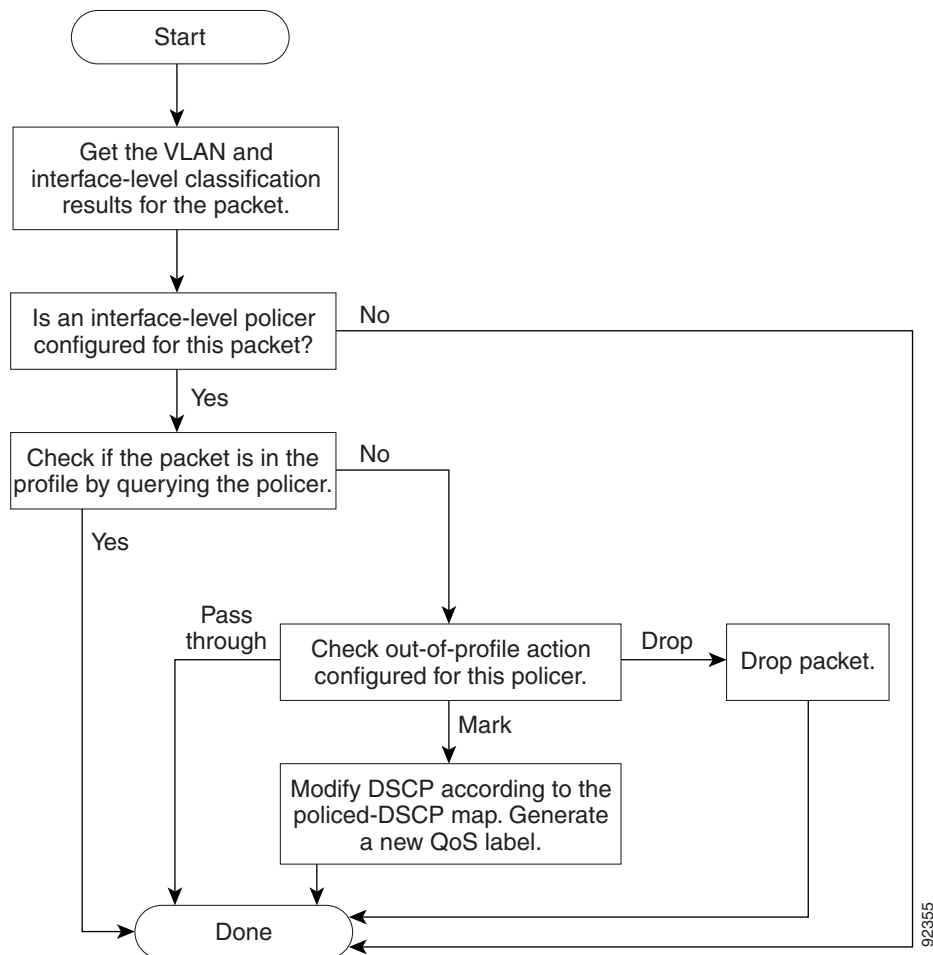 Start
Get the VLAN and
interface-level classification
results for the packet.
Is an interface-level policer
configured for this packet?
No
Yes
Check if the packet is in the
profile by querying the policer.
No
Yes
Pass
through
Check out-of-profile action
configured for this policer.
Drop
Drop packet.
Mark
Modify DSCP according to the
policed-DSCP map. Generate
a new QoS label.
Done
92355